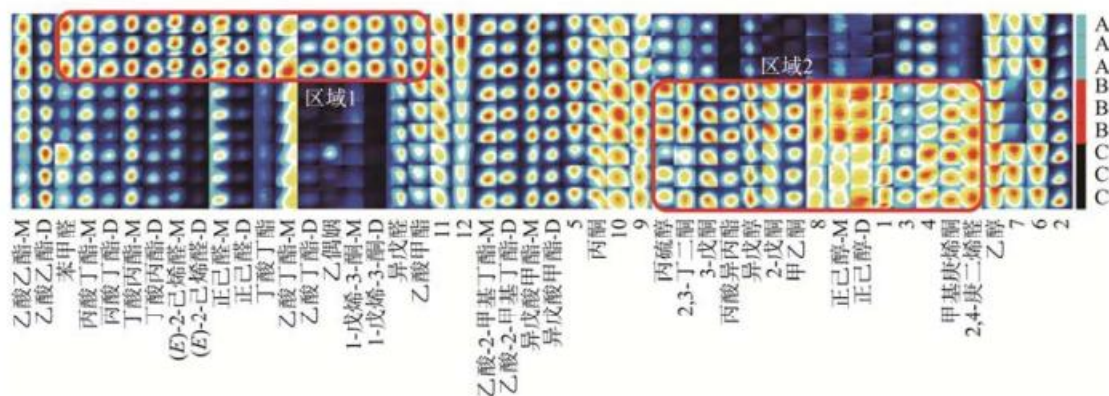 A
A
A
B
B
B
C
C
C
区域1
区域2
乙酸乙酯-M
乙酸乙酯-D
苯甲醛
丙酸丁酯-M
丙酸丁酯-D
丁酸丙酯-M
丁酸丙酯-D
(E)-2-己烯醛-M
(E)-2-己烯醛-D
正己醛-M
正己醛-D
丁酸丁酯
乙酸丁酯-M
乙酸丁酯-D
乙偶姻
1-戊烯-3-酮-M
1-戊烯-3-酮-D
异戊醛
乙酸甲酯
11
12
乙酸-2-甲基丁酯-M
乙酸-2-甲基丁酯-D
异戊酸甲酯-M
异戊酸甲酯-D
5
丙酮
10
9
丙硫醇
2,3-丁二酮
3-戊酮
丙酸异丙酯
异戊醇
2-戊酮
甲乙酮
8
正己醇-M
正己醇-D
1
3
4
甲基庚烯酮
2,4-庚二烯醛
乙醇
7
6
2